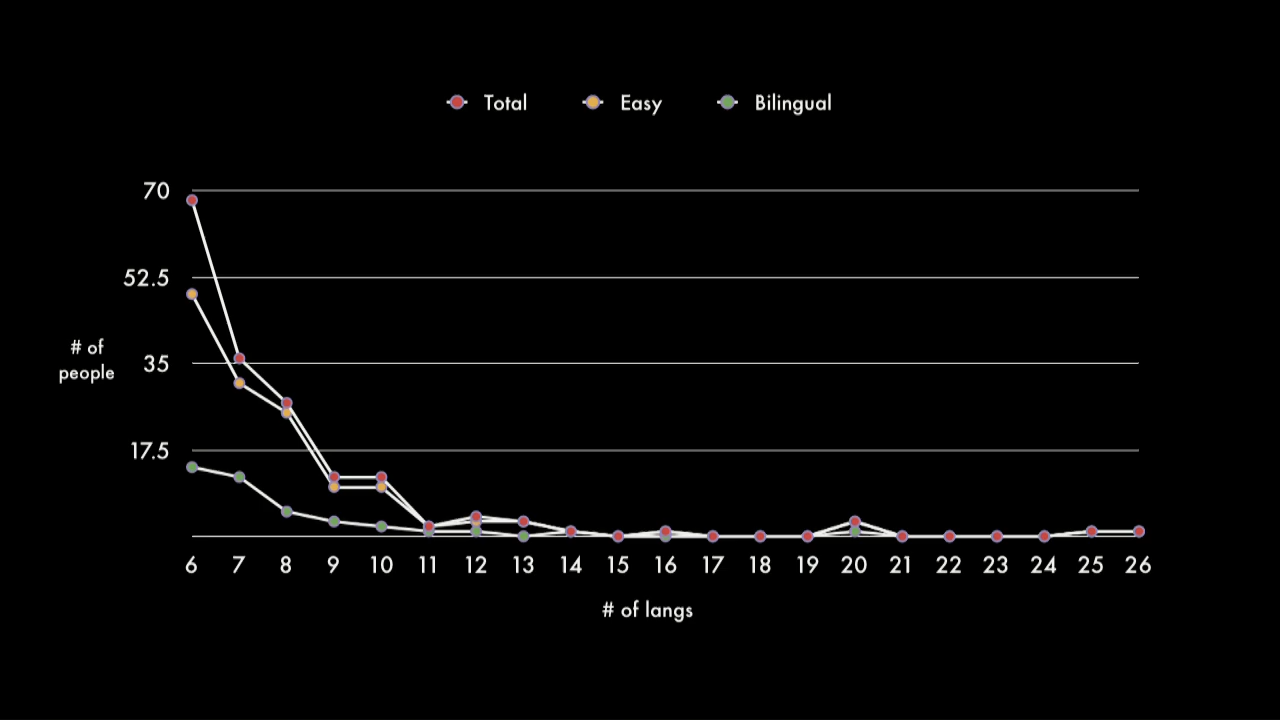 Total Easy Bilingual
70
52.5
# of
people
35
17.5
6 7 8 9 10 11 12 13 14 15 16 17 18 19 20 21 22 23 24 25 26
# of langs